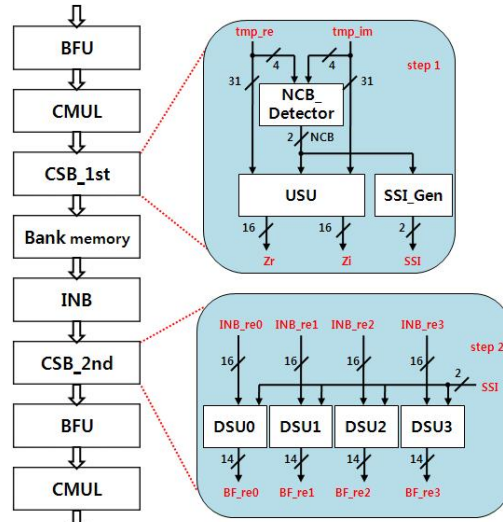 BFU
CMUL
CSB_1st
Bank memory
INB
CSB_2nd
BFU
CMUL
tmp_re tmp_im
4 4 step 1
31 31
NCB_
Detector
2 NCB
USU SSI_Gen
16 16 2
Zr Zi SSI
INB_re0 INB_re1 INB_re2 INB_re3
step 2
16 16 16 16 2
SSI
DSU0 DSU1 DSU2 DSU3
14 14 14 14
BF_re0 BF_re1 BF_re2 BF_re3